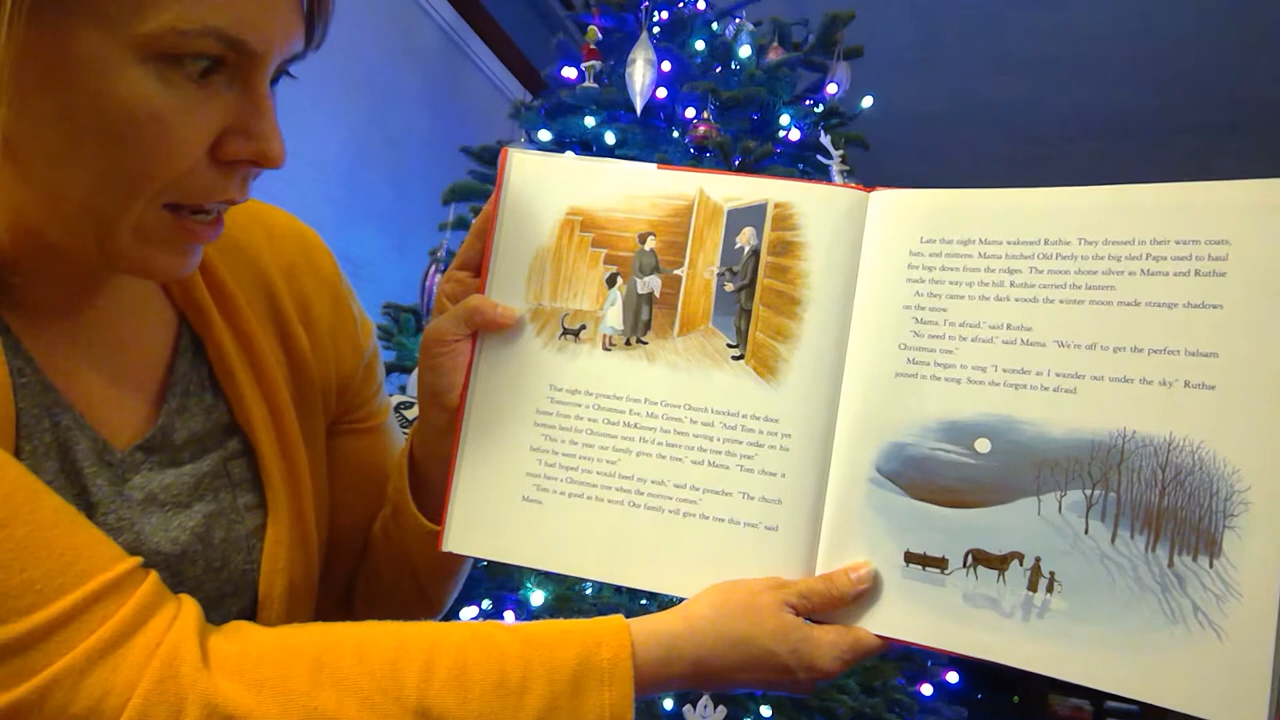 That night the preacher from Pine Grove Church knocked at the door.
"Tomorrow is Christmas Eve, Mis Green," he said. "And Tom is not yet
home from the war. Chad McKinney has been saving a prime cedar on his
bottom land for Christmas next. He'd as leave cut the tree this year."
"This is the year our family gives the tree," said Mama. "Tom chose it
before he went away to war."
"I had hoped you would heed my wish," said the preacher. "The church
must have a Christmas tree when the morrow comes."
"Tom is as good as his word. Our family will give the tree this year," said
Mama.
Late that night Mama wakened Ruthie. They dressed in their warm coats,
hats, and mittens. Mama hitched Old Piedy to the big sled Papa used to haul
fire logs down from the ridges. The moon shone silver as Mama and Ruthie
made their way up the hill. Ruthie carried the lantern.
As they came to the dark woods the winter moon made strange shadows
on the snow.
"Mama, I'm afraid," said Ruthie.
"No need to be afraid," said Mama. "We're off to get the perfect balsam
Christmas tree."
Mama began to sing "I wonder as I wander out under the sky." Ruthie
joined in the song. Soon she forgot to be afraid.